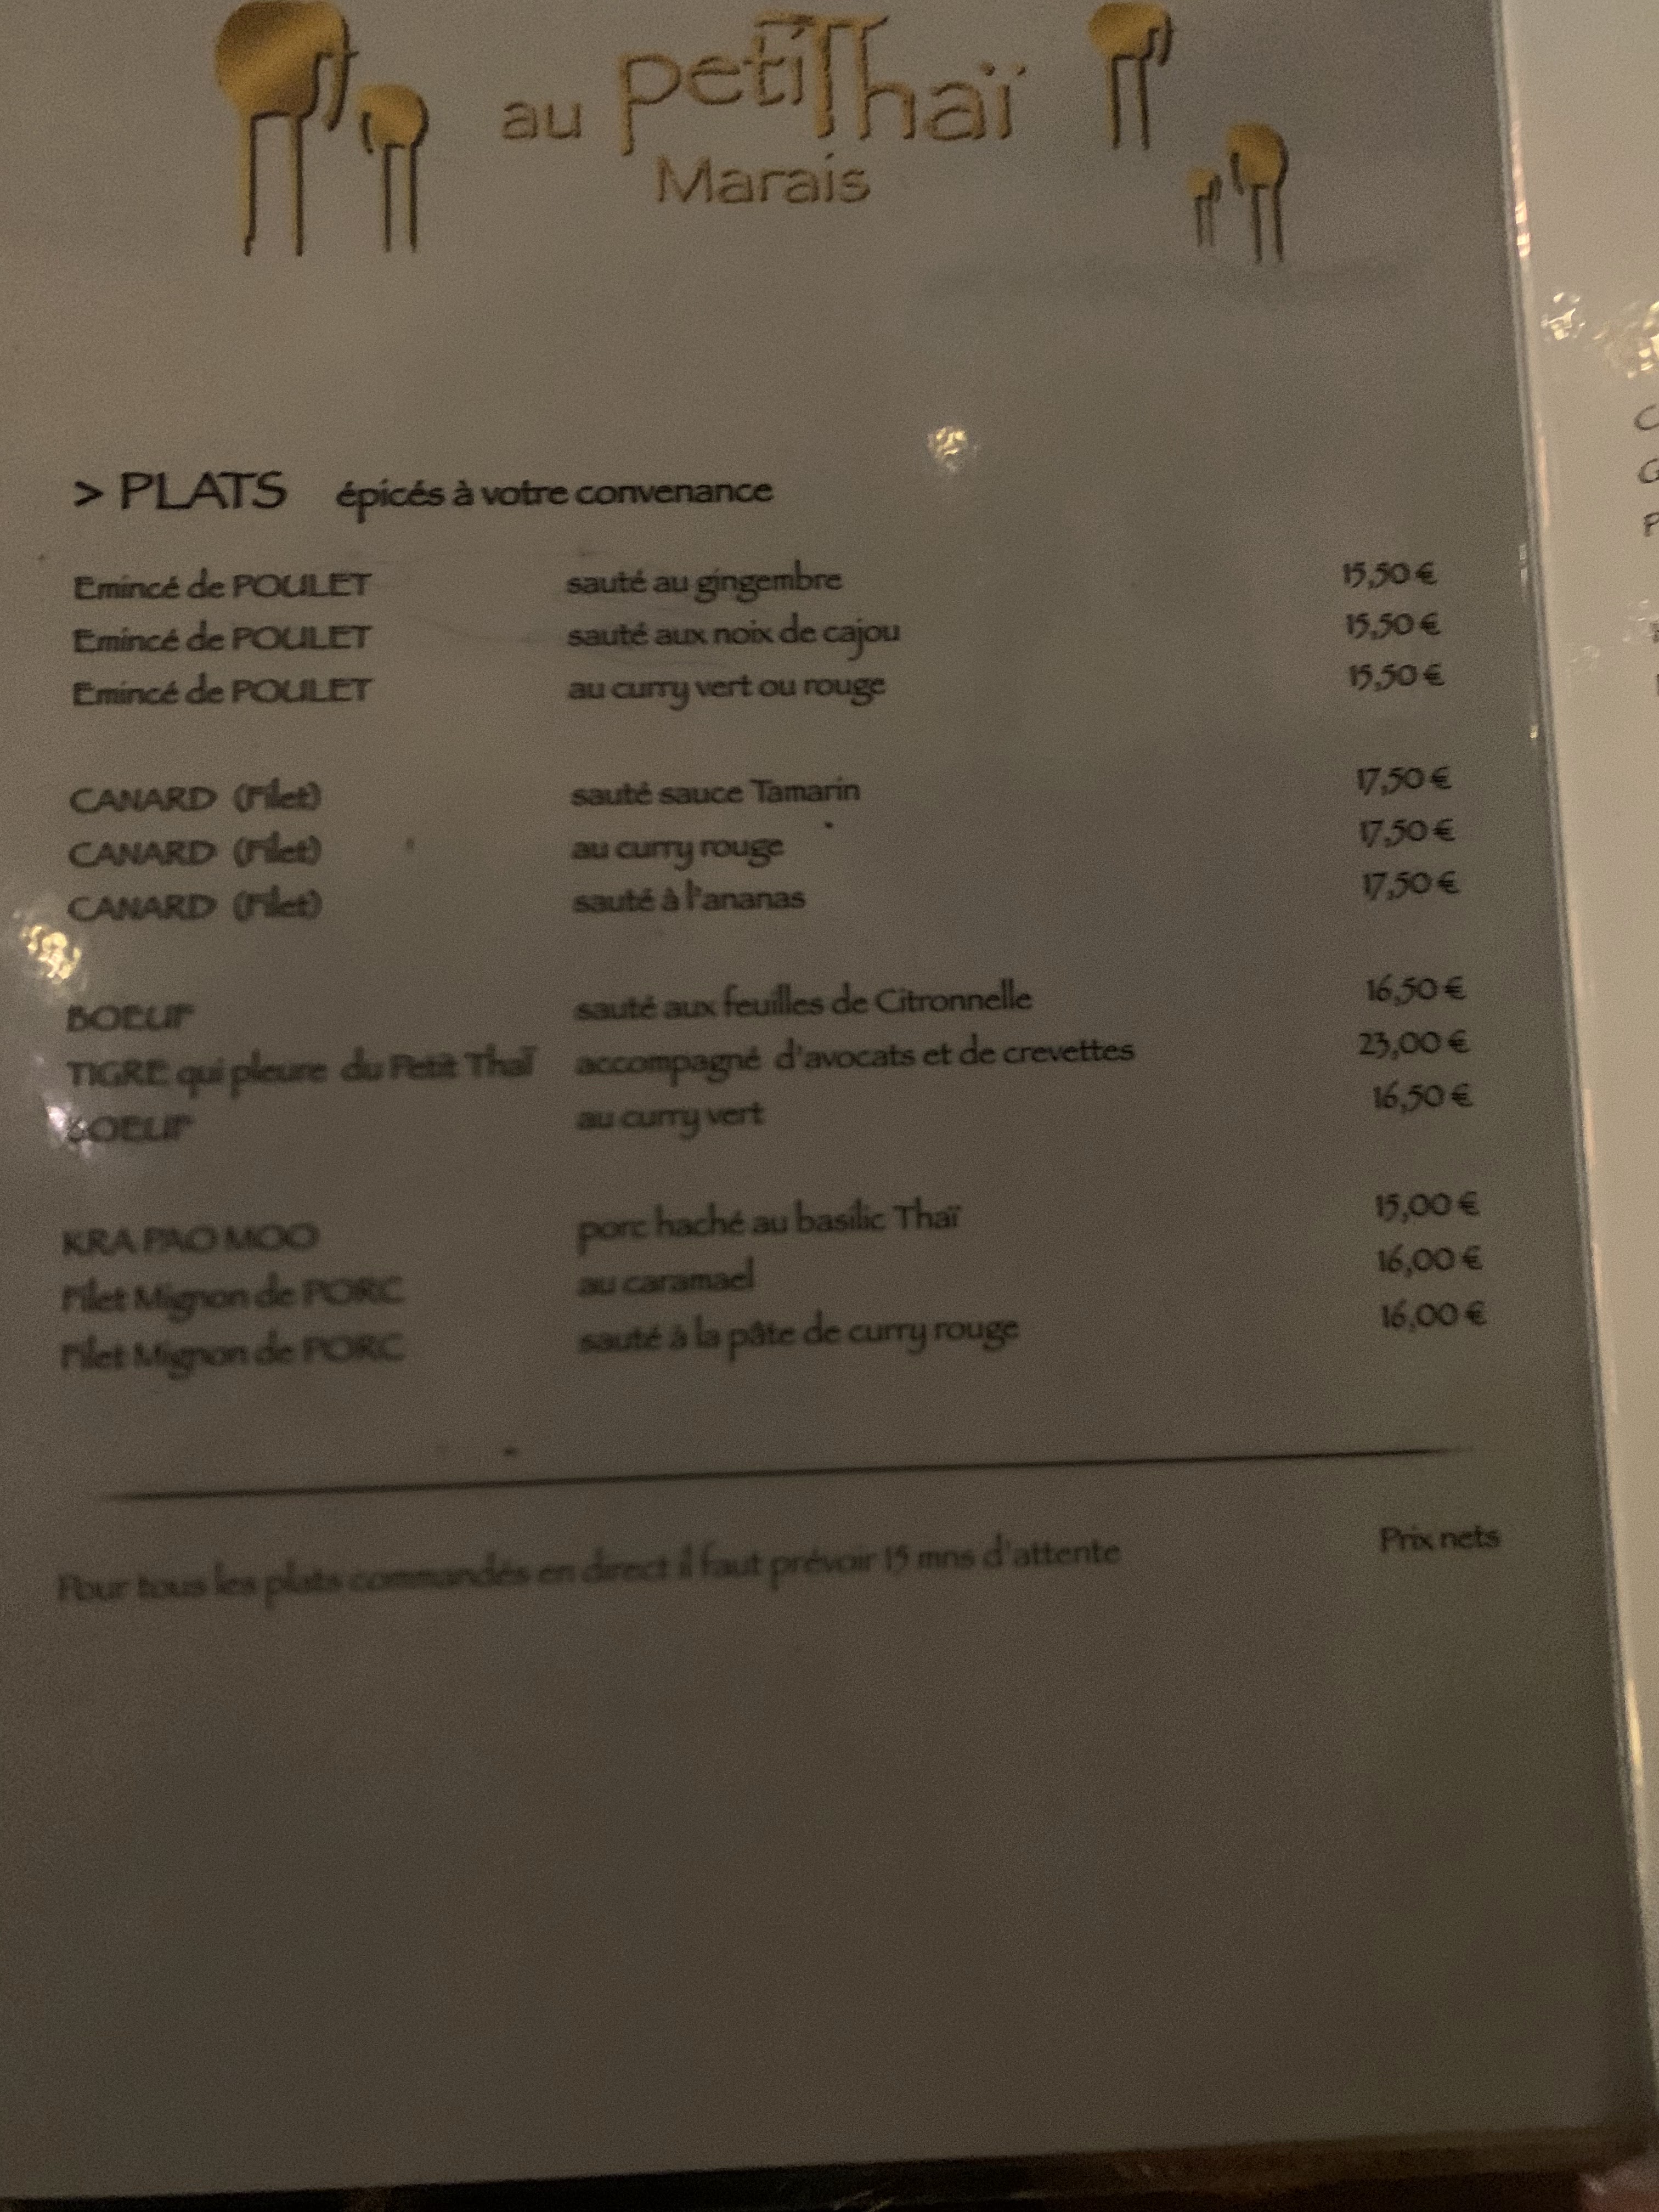 au petiThaï
Marais
> PLATS épicés à votre convenance
Emincé de POULET sauté au gingembre 15,50 €
Emincé de POULET sauté aux noix de cajou 15,50 €
Emincé de POULET au curry vert ou rouge 15,50 €
CANARD (Filet) sauté sauce Tamarin 17,50 €
CANARD (Filet) au curry rouge 17,50 €
CANARD (Filet) sauté à l'ananas 17,50 €
BOEUF sauté aux feuilles de Citronnelle 16,50 €
TIGRE qui pleure du Petit Thaï accompagné d'avocats et de crevettes 23,00 €
BOEUF au curry vert 16,50 €
KRA PAO MOO porc haché au basilic Thaï 15,00 €
Filet Mignon de PORC au caramael 16,00 €
Filet Mignon de PORC sauté à la pâte de curry rouge 16,00 €
Pour tous les plats commandés en direct il faut prévoir 15 mns d'attente Prix nets